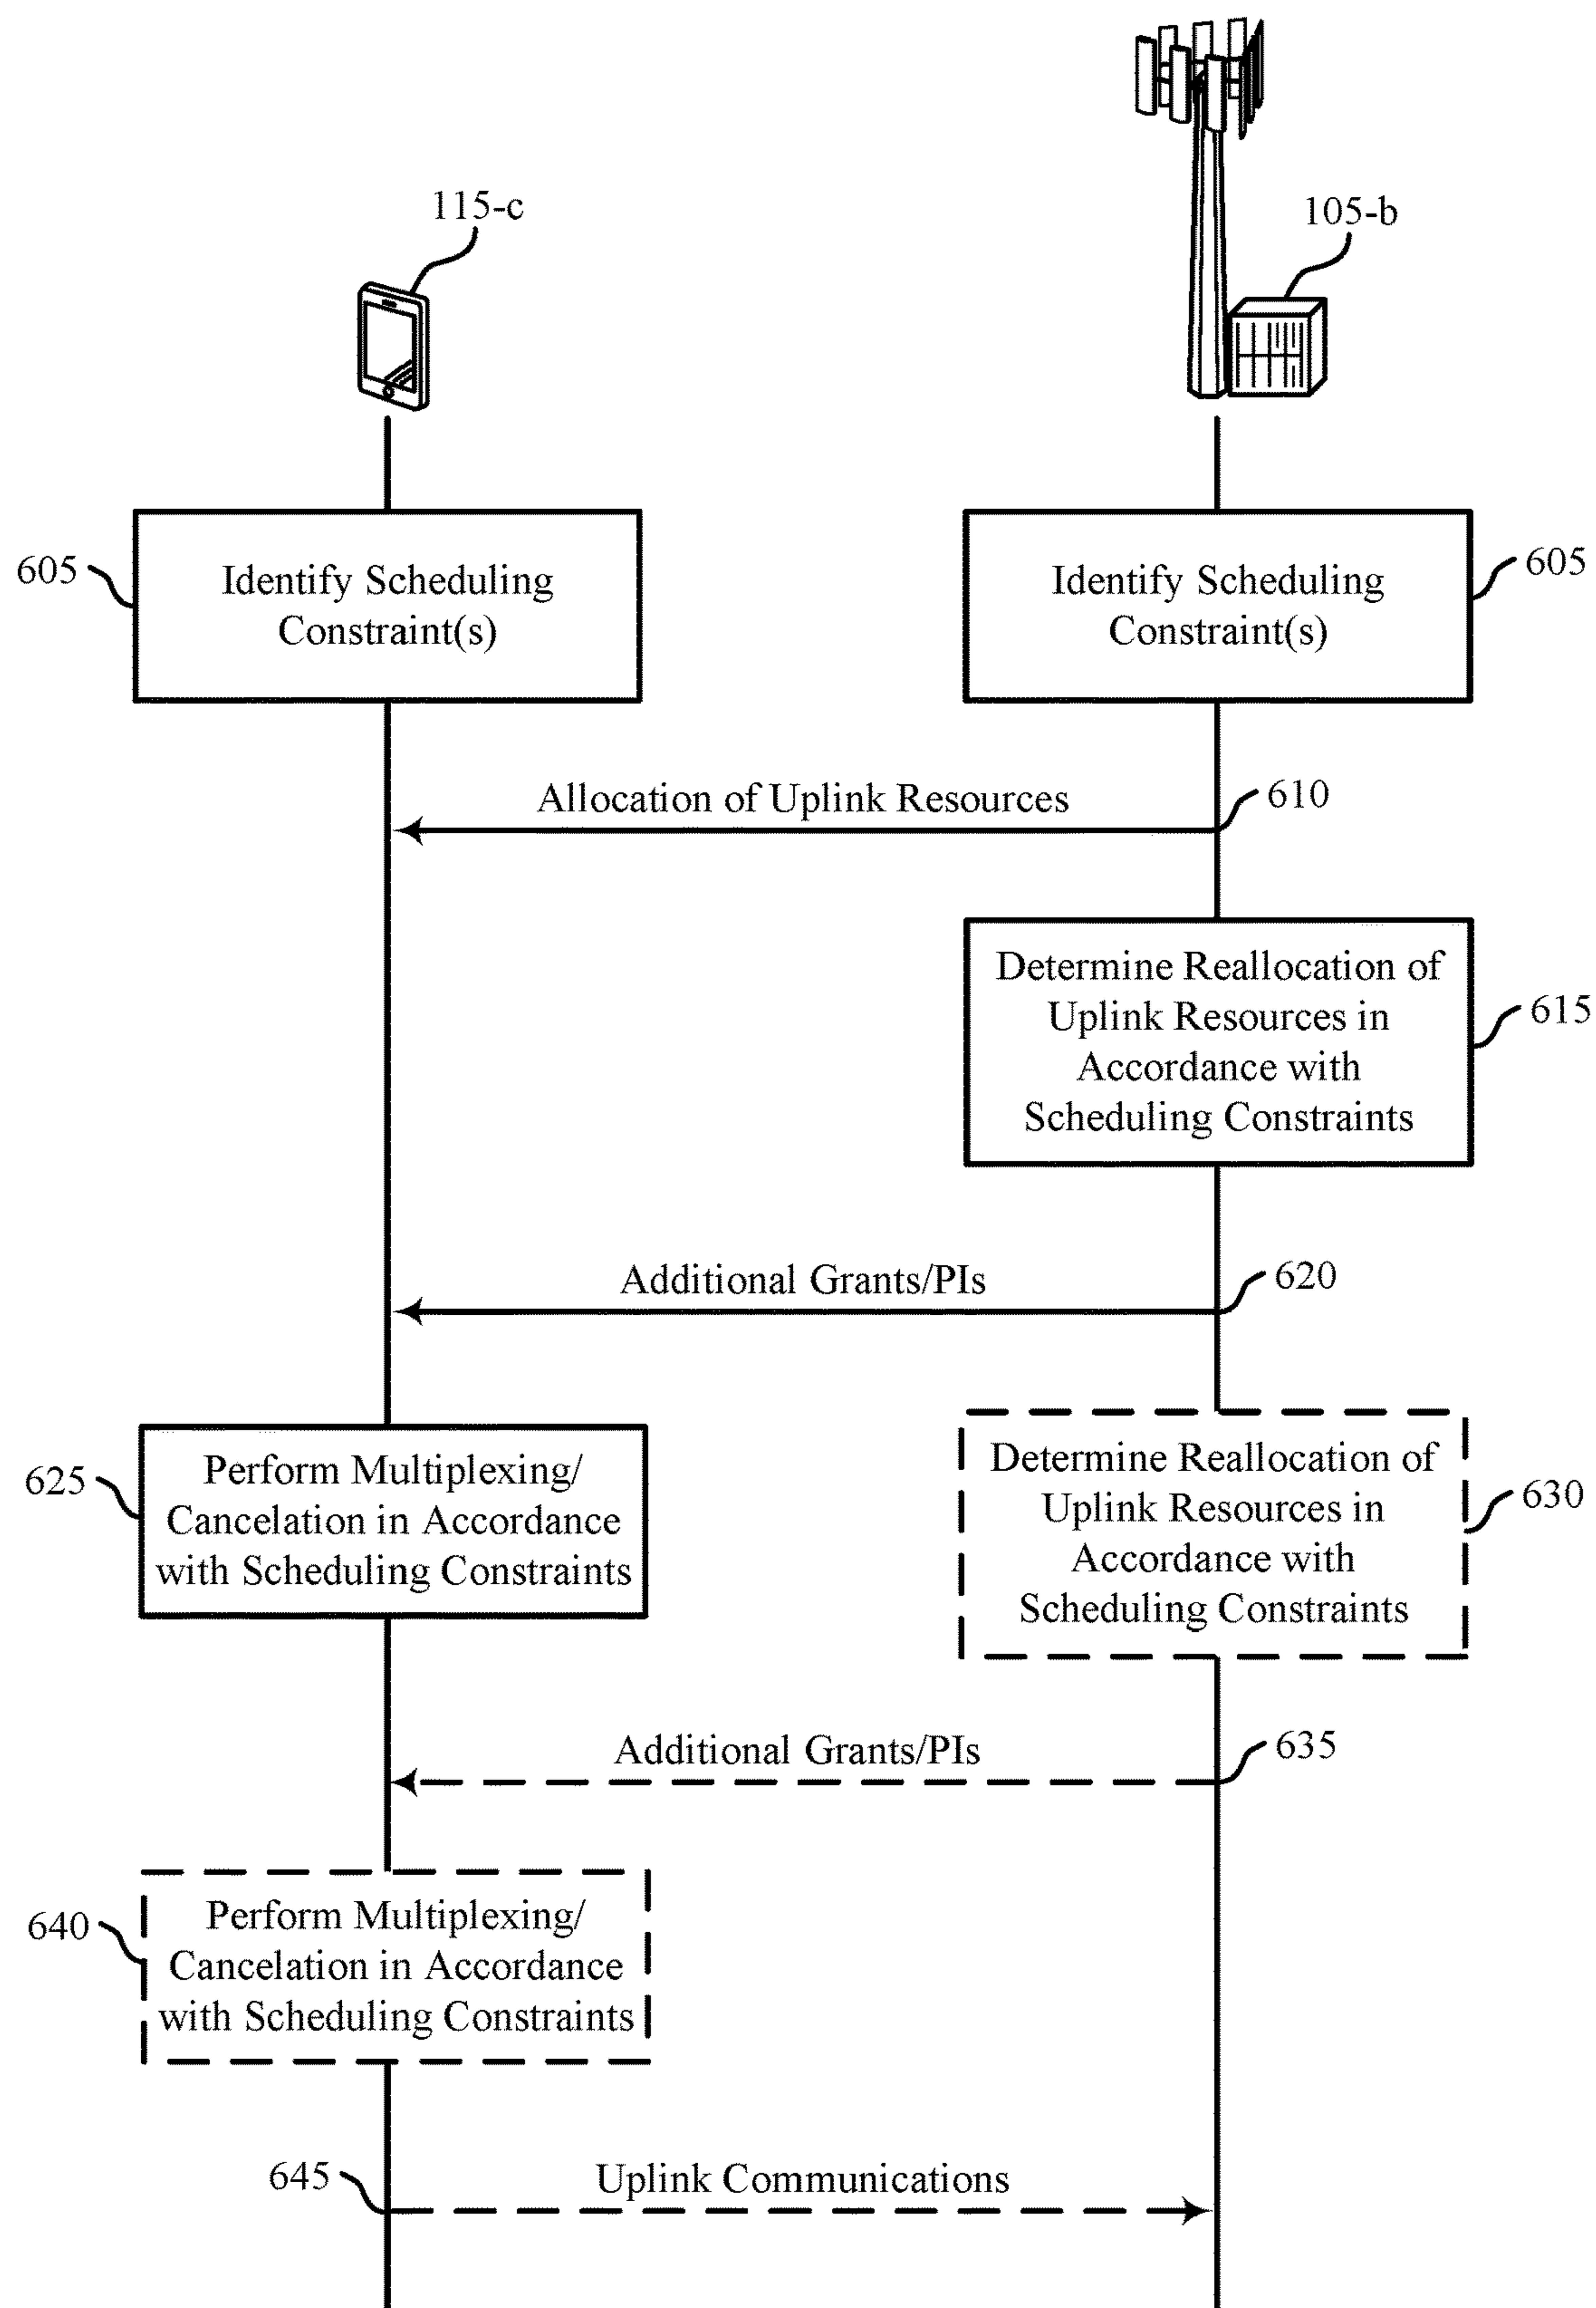 115-c
105-b
605
Identify Scheduling
Constraint(s)
Identify Scheduling
Constraint(s)
605
Allocation of Uplink Resources
610
Determine Reallocation of
Uplink Resources in
Accordance with
Scheduling Constraints
615
Additional Grants/PIs
620
625
Perform Multiplexing/
Cancelation in Accordance
with Scheduling Constraints
Determine Reallocation of
Uplink Resources in
Accordance with
Scheduling Constraints
630
Additional Grants/PIs
635
640
Perform Multiplexing/
Cancelation in Accordance
with Scheduling Constraints
645
Uplink Communications